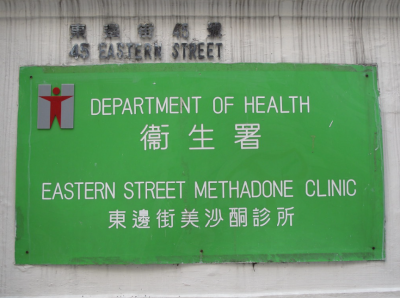 東邊街45號
45 EASTERN STREET
DEPARTMENT OF HEALTH
衞生署
EASTERN STREET METHADONE CLINIC
東邊街美沙酮診所